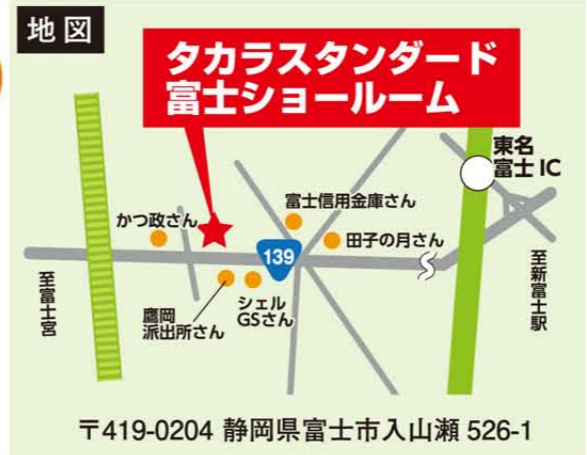 地図
タカラスタンダード
富士ショールーム
東名
富士 IC
富士信用金庫さん
かつ政さん
田子の月さん
139
至富士宮
鷹岡
派出所さん
シェル
GSさん
至新富士駅
〒419-0204 静岡県富士市入山瀬 526-1